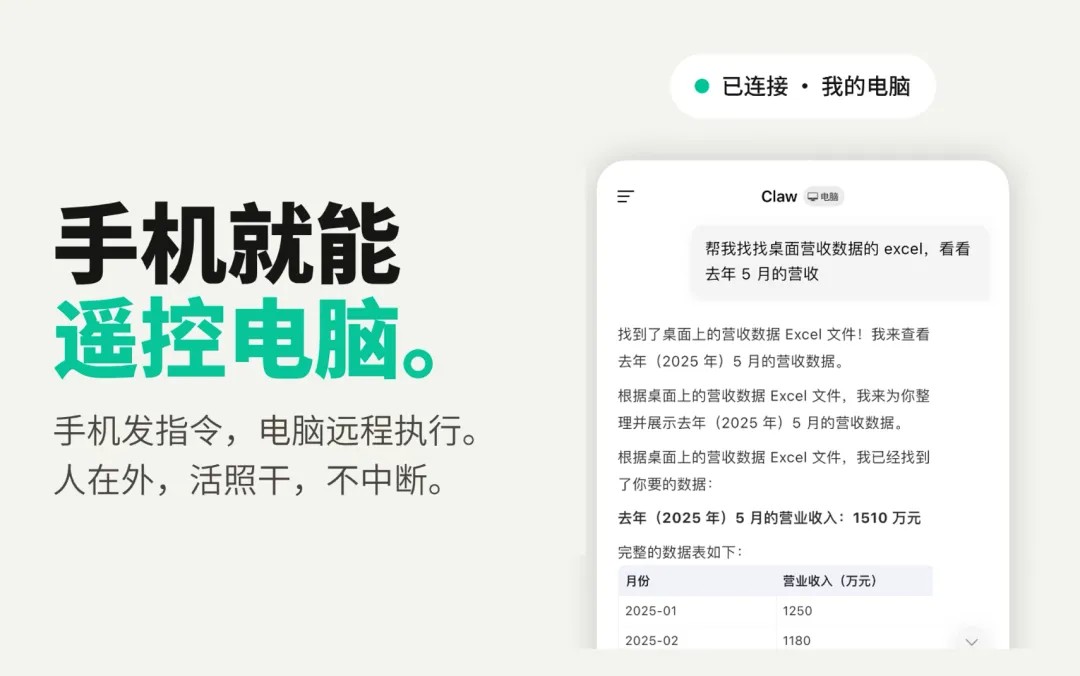 手机就能
遥控电脑。
手机发指令，电脑远程执行。
人在外，活照干，不中断。
已连接 · 我的电脑
Claw 电脑
帮我找找桌面营收数据的 excel，看看
去年 5 月的营收
找到了桌面上的营收数据 Excel 文件！我来查看
去年（2025 年）5 月的营收数据。
根据桌面上的营收数据 Excel 文件，我来为你整
理并展示去年（2025 年）5 月的营收数据。
根据桌面上的营收数据 Excel 文件，我已经找到
了你要的数据：
去年（2025 年）5 月的营业收入：1510 万元
完整的数据表如下：
月份 营业收入（万元）
2025-01 1250
2025-02 1180